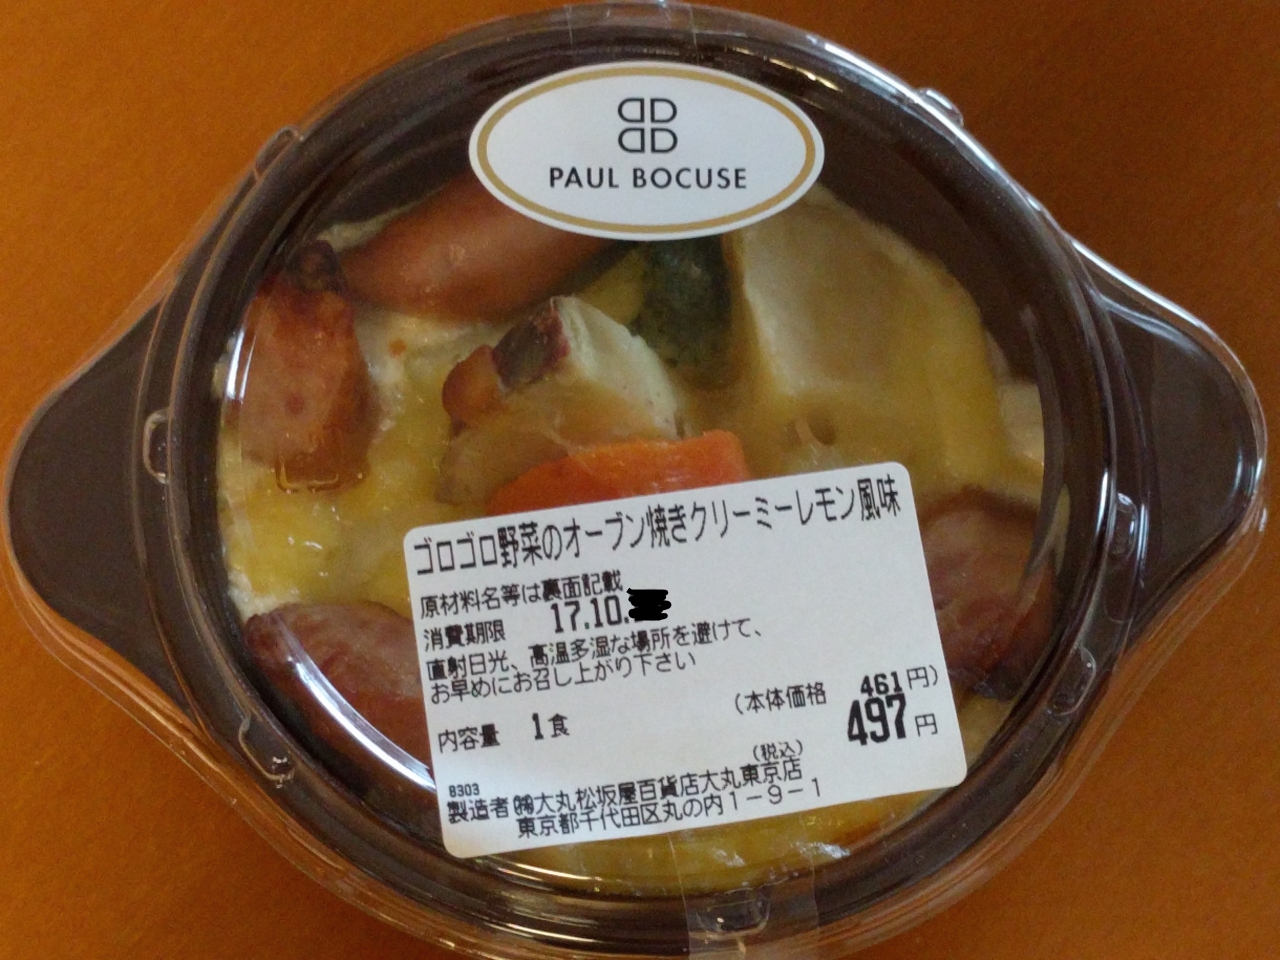 PAUL BOCUSE
ゴロゴロ野菜のオーブン焼きクリーミーレモン風味
原材料名等は裏面記載
消費期限 17.10.
直射日光、高温多湿な場所を避けて、
お早めにお召し上がり下さい
内容量 1食
(本体価格 461円)
497円
(税込)
8303
製造者 ㈱大丸松坂屋百貨店大丸東京店
東京都千代田区丸の内1-9-1